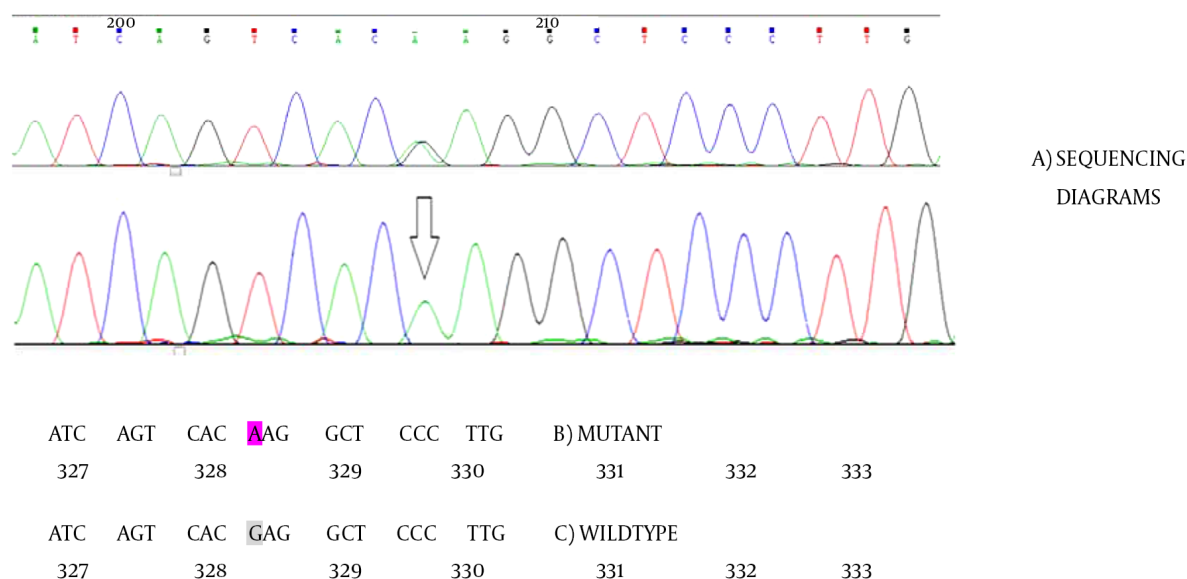 200 210
A T C A G T C A C A A G G C T C C C T T G
A) SEQUENCING
DIAGRAMS
ATC AGT CAC AAG GCT CCC TTG B) MUTANT
327 328 329 330 331 332 333
ATC AGT CAC GAG GCT CCC TTG C) WILDTYPE
327 328 329 330 331 332 333